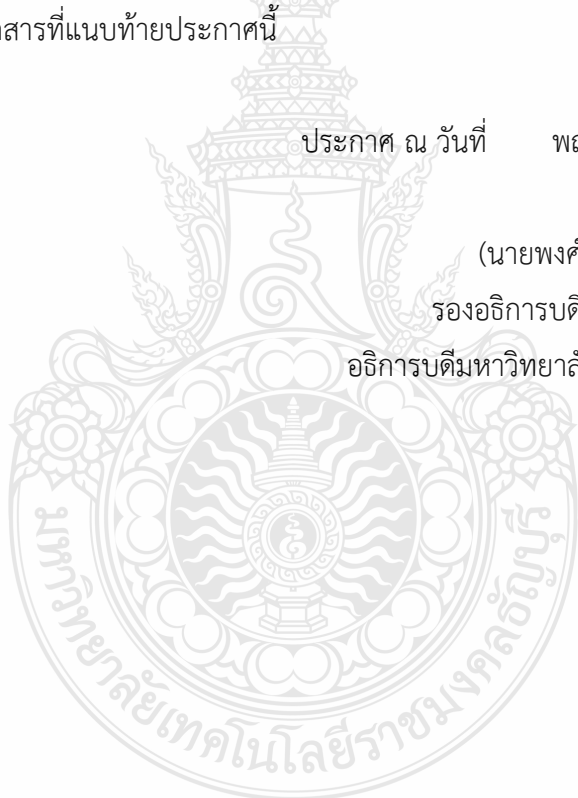 สารที่แนบท้ายประกาศนี้
ประกาศ ณ วันที่ พ
(นายพงศ์
รองอธิการบดี
อธิการบดีมหาวิทยาลั
มหาวิทยาลัยเทคโนโลยีราชมงคลธัญบุรี